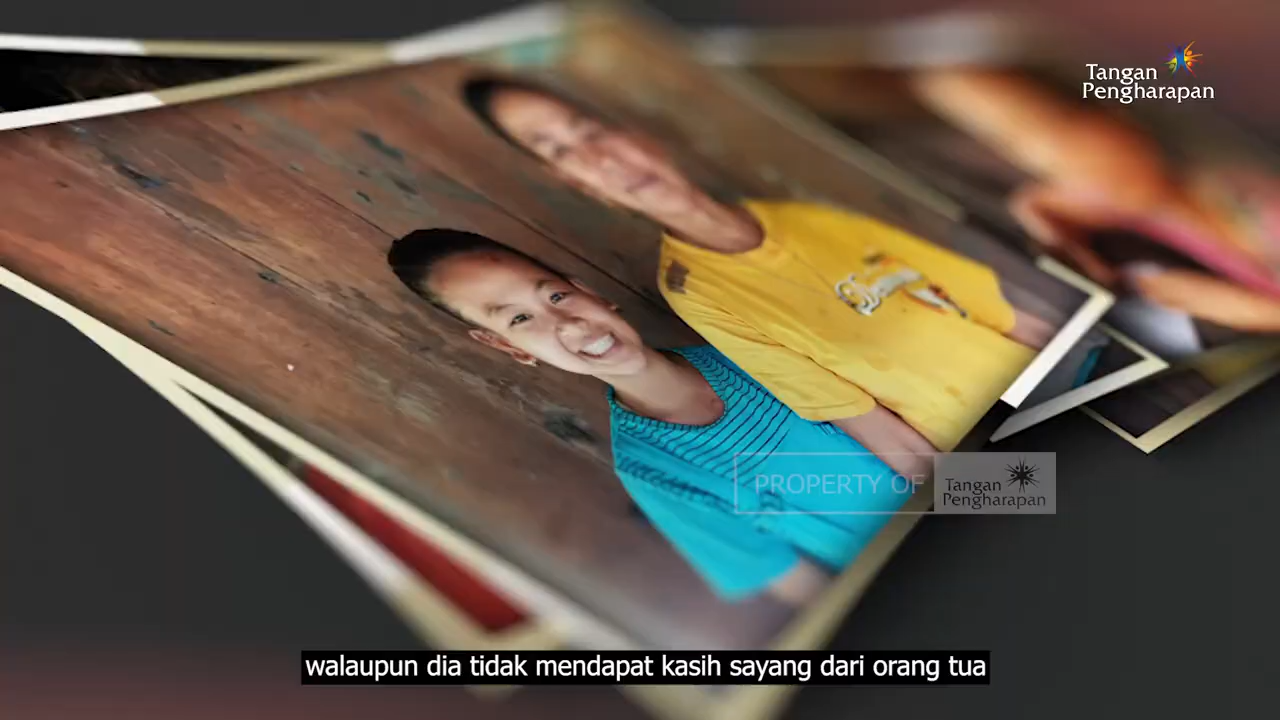 Tangan
Pengharapan
PROPERTY OF
Tangan
Pengharapan
walaupun dia tidak mendapat kasih sayang dari orang tua